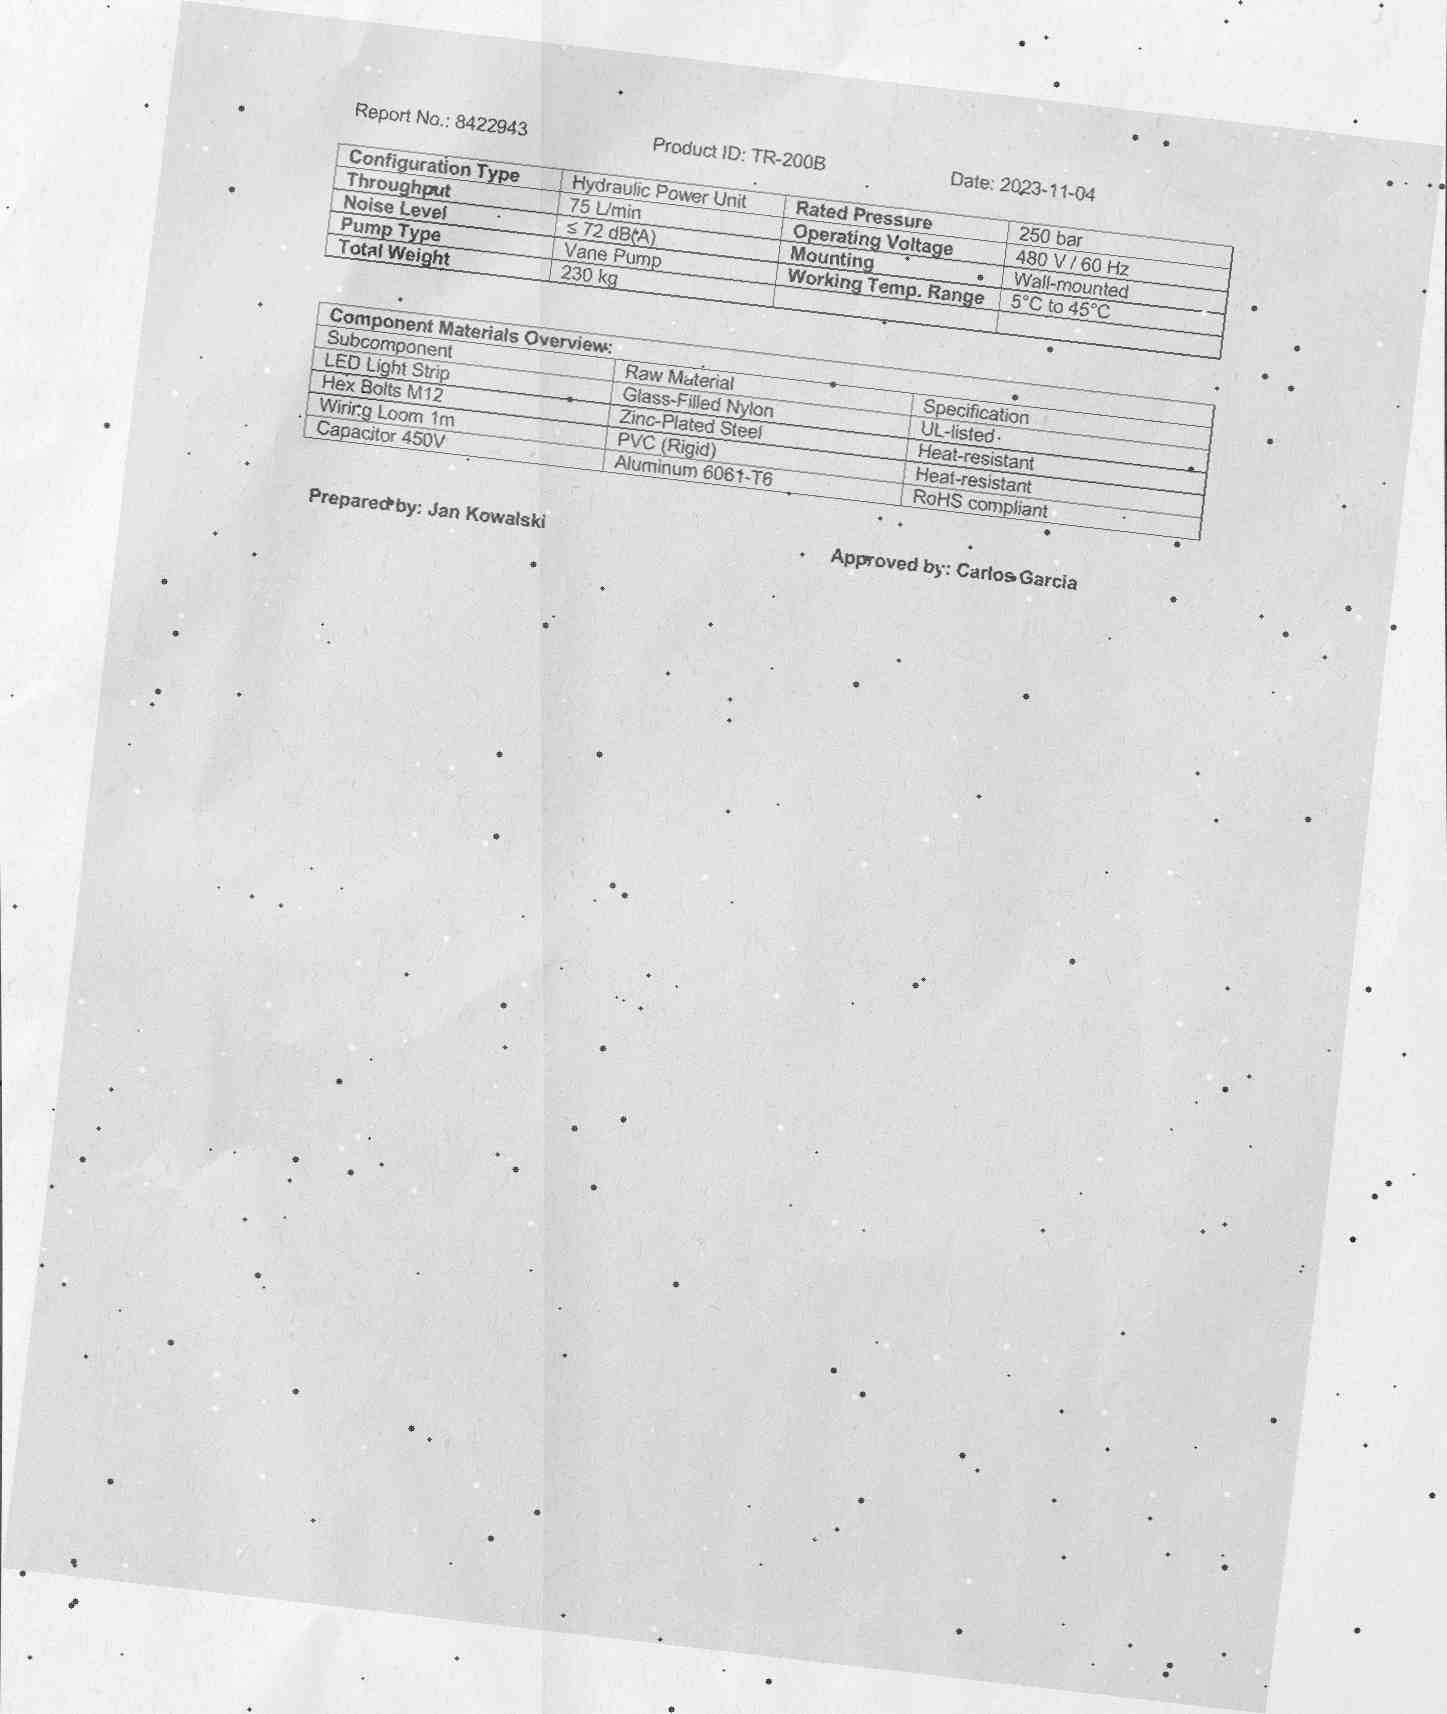 Report No.: 8422943 Product ID: TR-200B Date: 2023-11-04
Configuration Type Hydraulic Power Unit Rated Pressure 250 bar
Throughput 75 L/min Operating Voltage 480 V / 60 Hz
Noise Level ≤ 72 dB(A) Mounting Wall-mounted
Pump Type Vane Pump Working Temp. Range 5°C to 45°C
Total Weight 230 kg
Component Materials Overview:
Subcomponent Raw Material Specification
LED Light Strip Glass-Filled Nylon UL-listed
Hex Bolts M12 Zinc-Plated Steel Heat-resistant
Wiring Loom 1m PVC (Rigid) Heat-resistant
Capacitor 450V Aluminum 6061-T6 RoHS compliant
Prepared by: Jan Kowalski Approved by: Carlos Garcia